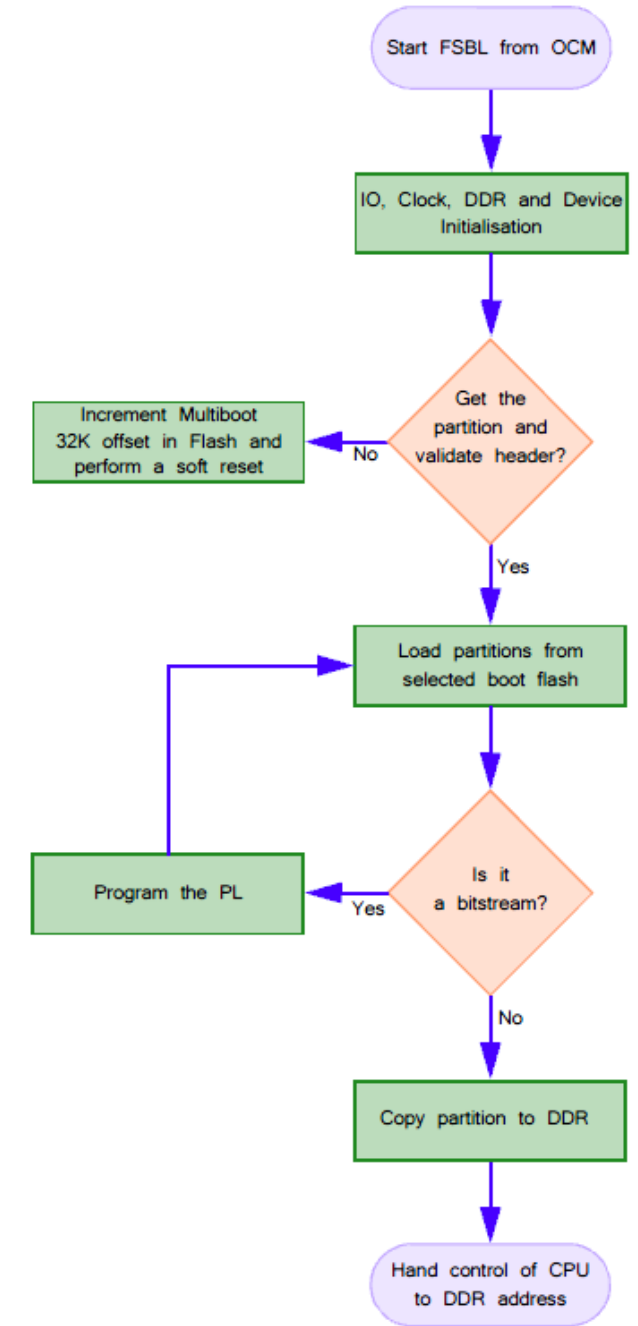 Start FSBL from OCM
IO, Clock, DDR and Device
Initialisation
Get the
partition and
validate header?
No
Increment Multiboot
32K offset in Flash and
perform a soft reset
Yes
Load partitions from
selected boot flash
Is it
a bitstream?
Yes
Program the PL
No
Copy partition to DDR
Hand control of CPU
to DDR address